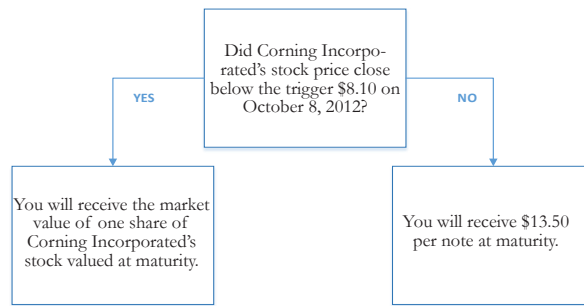 Did Corning Incorpo-
rated's stock price close
below the trigger $8.10 on
October 8, 2012?
YES
NO
You will receive the market
value of one share of
Corning Incorporated's
stock valued at maturity.
You will receive $13.50
per note at maturity.